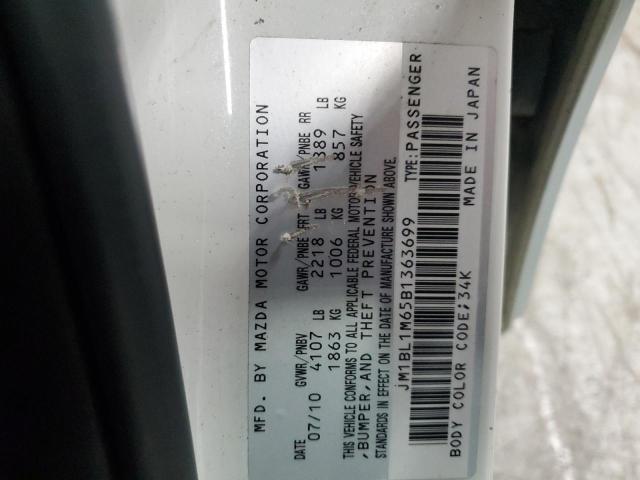 MFD. BY MAZDA MOTOR CORPORATION
DATE GVWR/PNBV GAWR/PNBE FRT GAWR/PNBE RR
07/10 4107 LB 2218 LB 1889 LB
1863 KG 1006 KG 857 KG
THIS VEHICLE CONFORMS TO ALL APPLICABLE FEDERAL MOTOR VEHICLE SAFETY
,BUMPER,AND THEFT PREVENTION
STANDARDS IN EFFECT ON THE DATE OF MANUFACTURE SHOWN ABOVE.
JM1BL1M65B1363699 TYPE:PASSENGER
BODY COLOR CODE;34K MADE IN JAPAN